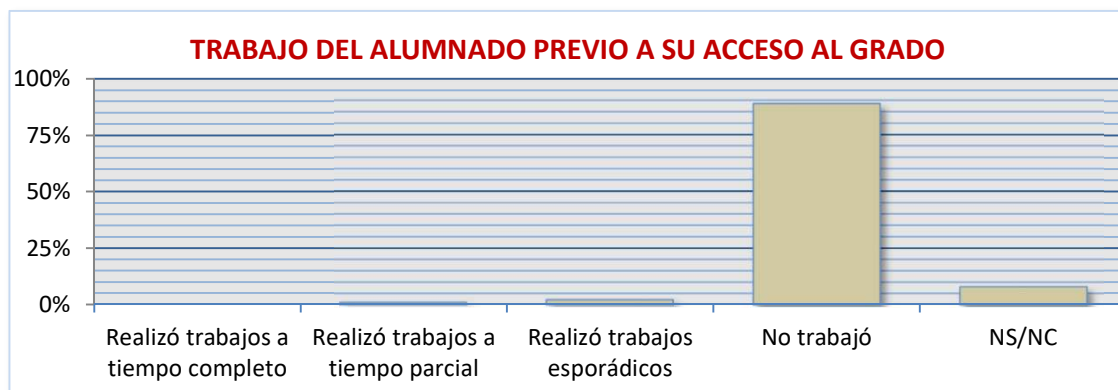 TRABAJO DEL ALUMNADO PREVIO A SU ACCESO AL GRADO
100%
75%
50%
25%
0%
Realizó trabajos a
tiempo completo
Realizó trabajos a
tiempo parcial
Realizó trabajos
esporádicos
No trabajó
NS/NC